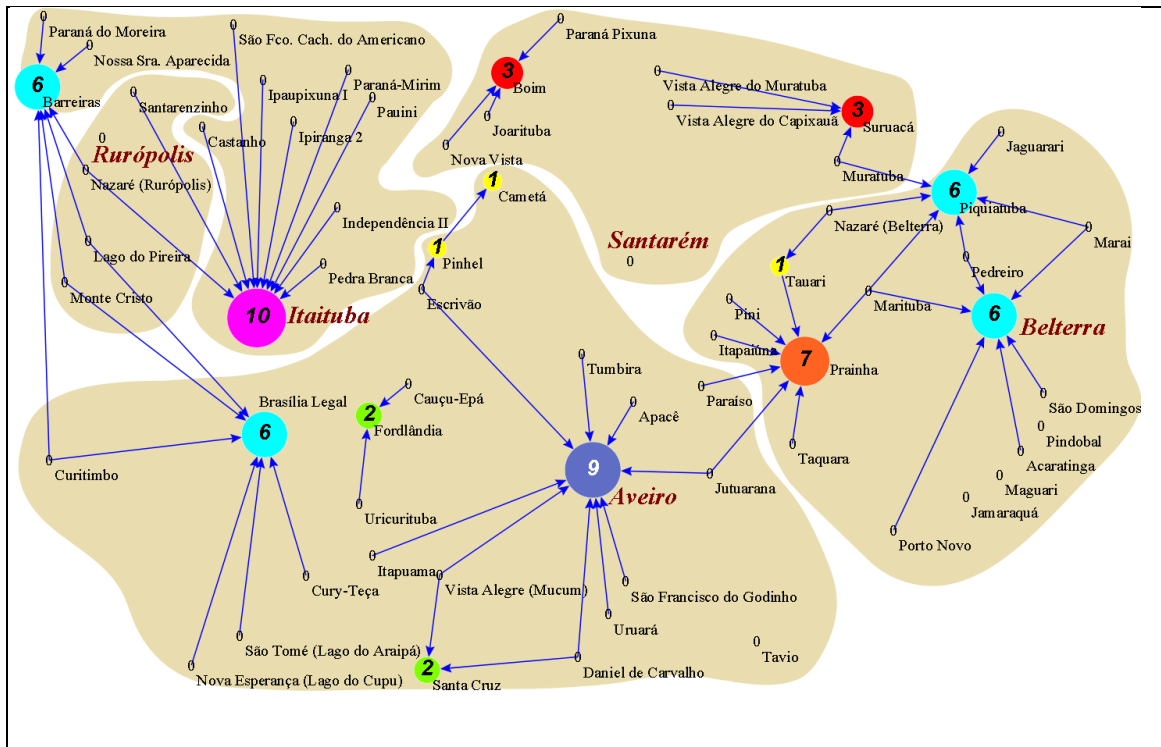 0
Paraná do Moreira
0
Nossa Sra. Aparecida
6
Barreiras
0
São Fco. Cach. do Americano
0
Santarenzinho
0
Ipaupixuna I
0
Paraná-Mirim
0
Pauini
0
Ipiranga 2
0
Castanho
0
Rurópolis
0
Nazaré (Rurópolis)
0
Independência II
0
Lago do Pireira
0
Pedra Branca
0
Monte Cristo
10
Itaituba
0
Paraná Pixuna
3
Boim
0
Joarituba
0
Nova Vista
0
Vista Alegre do Muratuba
0
Vista Alegre do Capixauã
3
Suruacá
0
Muratuba
1
Cametá
1
Pinhel
0
Escrivão
Santarém
0
0
Jaguarari
6
Piquiatuba
0
Nazaré (Belterra)
0
Marai
1
Tauari
0
Pedreiro
0
Marituba
6
Belterra
0
Pini
0
Itapaiúna
7
Prainha
0
Paraíso
0
Taquara
0
São Domingos
0
Pindobal
0
Acaratinga
0
Maguari
0
Jamaraquá
0
Porto Novo
0
Tumbira
0
Apacê
0
Cauçu-Epá
2
Fordlândia
Brasília Legal
6
0
Curitimbo
0
Uricurituba
9
Aveiro
0
Jutuarana
0
Itapuama
0
Cury-Teça
0
Vista Alegre (Mucum)
0
São Francisco do Godinho
0
Uruará
0
São Tomé (Lago do Araipá)
0
Nova Esperança (Lago do Cupu)
2
Santa Cruz
0
Daniel de Carvalho
0
Tavio